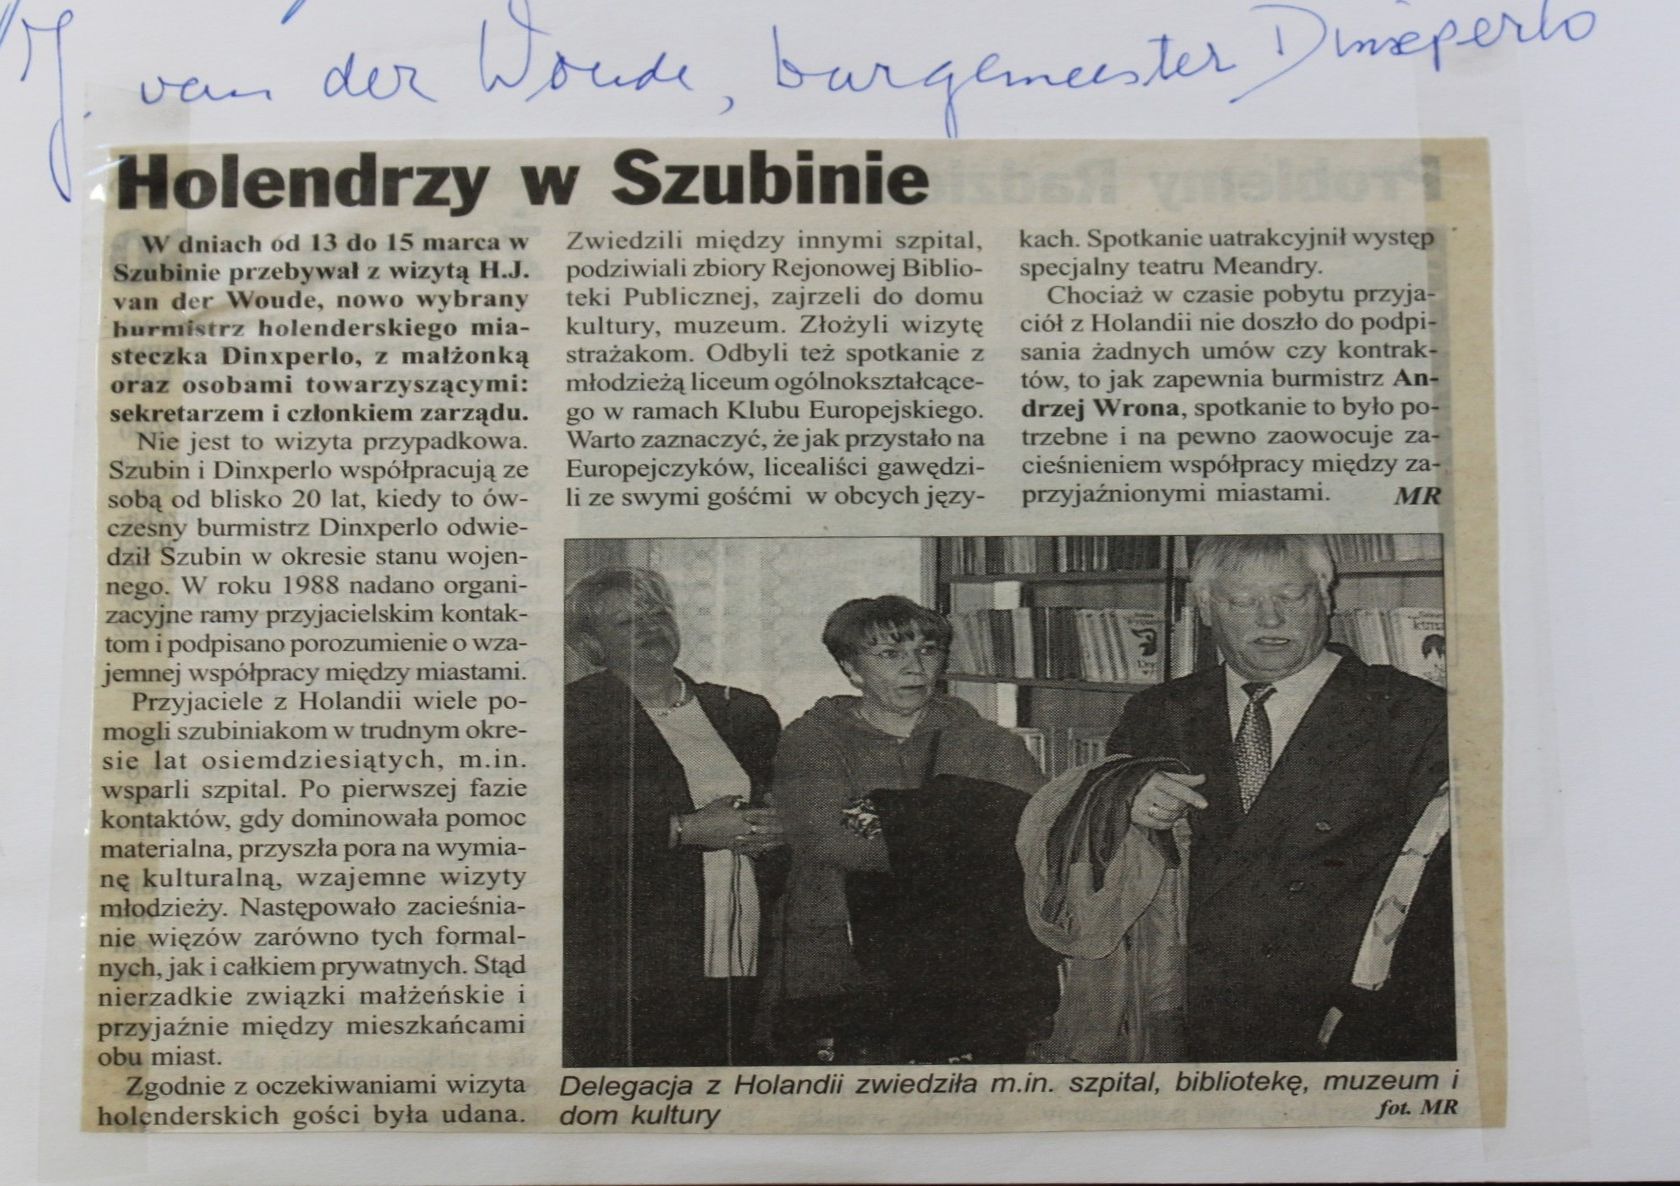 H.J. van der Woude, burgemeester Dinxperlo
Holendrzy w Szubinie
W dniach od 13 do 15 marca w
Szubinie przebywał z wizytą H.J.
van der Woude, nowo wybrany
burmistrz holenderskiego mia-
steczka Dinxperlo, z małżonką
oraz osobami towarzyszącymi:
sekretarzem i członkiem zarządu.
Nie jest to wizyta przypadkowa.
Szubin i Dinxperlo współpracują ze
sobą od blisko 20 lat, kiedy to ów-
czesny burmistrz Dinxperlo odwie-
dził Szubin w okresie stanu wojen-
nego. W roku 1988 nadano organi-
zacyjne ramy przyjacielskim kontak-
tom i podpisano porozumienie o wza-
jemnej współpracy między miastami.
Przyjaciele z Holandii wiele po-
mogli szubiniakom w trudnym okre-
sie lat osiemdziesiątych, m.in.
wsparli szpital. Po pierwszej fazie
kontaktów, gdy dominowała pomoc
materialna, przyszła pora na wymia-
nę kulturalną, wzajemne wizyty
młodzieży. Następowało zacieśnia-
nie więzów zarówno tych formal-
nych, jak i całkiem prywatnych. Stąd
nierzadkie związki małżeńskie i
przyjaźnie między mieszkańcami
obu miast.
Zgodnie z oczekiwaniami wizyta
holenderskich gości była udana.
Zwiedzili między innymi szpital,
podziwiali zbiory Rejonowej Biblio-
teki Publicznej, zajrzeli do domu
kultury, muzeum. Złożyli wizytę
strażakom. Odbyli też spotkanie z
młodzieżą liceum ogólnokształcące-
go w ramach Klubu Europejskiego.
Warto zaznaczyć, że jak przystało na
Europejczyków, licealiści gawędzi-
li ze swymi gośćmi w obcych języ-
kach. Spotkanie uatrakcyjnił występ
specjalny teatru Meandry.
Chociaż w czasie pobytu przyja-
ciół z Holandii nie doszło do podpi-
sania żadnych umów czy kontrak-
tów, to jak zapewnia burmistrz An-
drzej Wrona, spotkanie to było po-
trzebne i na pewno zaowocuje za-
cieśnieniem współpracy między za-
przyjaźnionymi miastami. MR
Delegacja z Holandii zwiedziła m.in. szpital, bibliotekę, muzeum i
dom kultury fot. MR